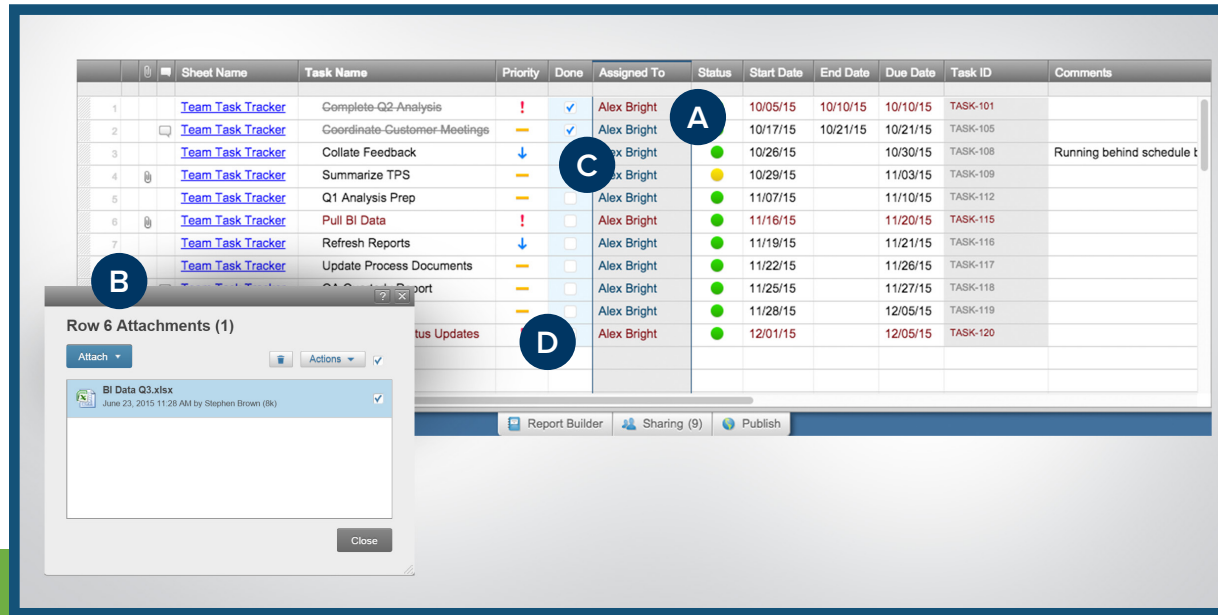 Sheet Name Task Name Priority Done Assigned To Status Start Date End Date Due Date Task ID Comments
1 Team Task Tracker Complete Q2 Analysis ! Alex Bright A 10/05/15 10/10/15 10/10/15 TASK-101
2 Team Task Tracker Coordinate Customer Meetings Alex Bright 10/17/15 10/21/15 10/21/15 TASK-105
3 Team Task Tracker Collate Feedback C Bright 10/26/15 10/30/15 TASK-108 Running behind schedule
4 Team Task Tracker Summarize TPS Bright 10/29/15 11/03/15 TASK-109
5 Team Task Tracker Q1 Analysis Prep Alex Bright 11/07/15 11/10/15 TASK-112
6 Team Task Tracker Pull BI Data ! Alex Bright 11/16/15 11/20/15 TASK-115
7 Team Task Tracker Refresh Reports Alex Bright 11/19/15 11/21/15 TASK-116
Team Task Tracker Update Process Documents Alex Bright 11/22/15 11/26/15 TASK-117
B
Alex Bright 11/25/15 11/27/15 TASK-118
Alex Bright 11/28/15 12/05/15 TASK-119
Updates D Alex Bright 12/01/15 12/05/15 TASK-120
? X
Row 6 Attachments (1)
Attach Actions
BI Data Q3.xlsx
June 23, 2015 11:28 AM by Stephen Brown (8k)
Close
Report Builder Sharing (9) Publish